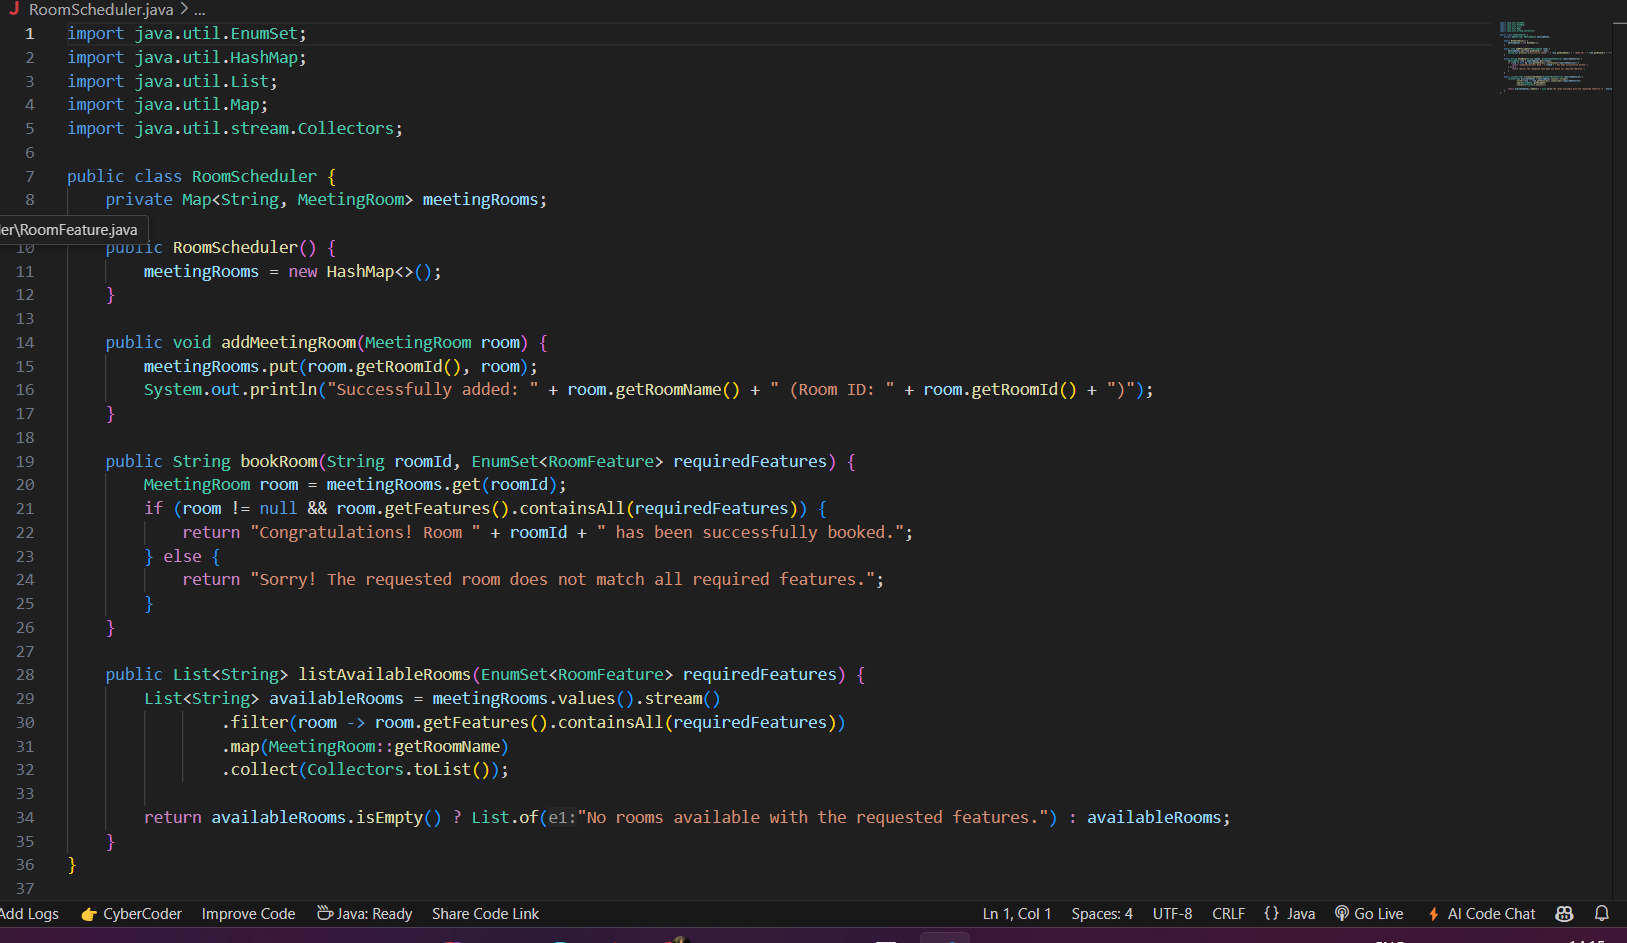 RoomScheduler.java > ...
1 import java.util.EnumSet;
2 import java.util.HashMap;
3 import java.util.List;
4 import java.util.Map;
5 import java.util.stream.Collectors;
6
7 public class RoomScheduler {
8 private Map<String, MeetingRoom> meetingRooms;
er\RoomFeature.java
10 public RoomScheduler() {
11 meetingRooms = new HashMap<>();
12 }
13
14 public void addMeetingRoom(MeetingRoom room) {
15 meetingRooms.put(room.getRoomId(), room);
16 System.out.println("Successfully added: " + room.getRoomName() + " (Room ID: " + room.getRoomId() + ")");
17 }
18
19 public String bookRoom(String roomId, EnumSet<RoomFeature> requiredFeatures) {
20 MeetingRoom room = meetingRooms.get(roomId);
21 if (room != null && room.getFeatures().containsAll(requiredFeatures)) {
22 return "Congratulations! Room " + roomId + " has been successfully booked.";
23 } else {
24 return "Sorry! The requested room does not match all required features.";
25 }
26 }
27
28 public List<String> listAvailableRooms(EnumSet<RoomFeature> requiredFeatures) {
29 List<String> availableRooms = meetingRooms.values().stream()
30 .filter(room -> room.getFeatures().containsAll(requiredFeatures))
31 .map(MeetingRoom::getRoomName)
32 .collect(Collectors.toList());
33
34 return availableRooms.isEmpty() ? List.of(e1:"No rooms available with the requested features.") : availableRooms;
35 }
36 }
37
Add Logs 👉 CyberCoder Improve Code Java: Ready Share Code Link Ln 1, Col 1 Spaces: 4 UTF-8 CRLF {} Java Go Live AI Code Chat